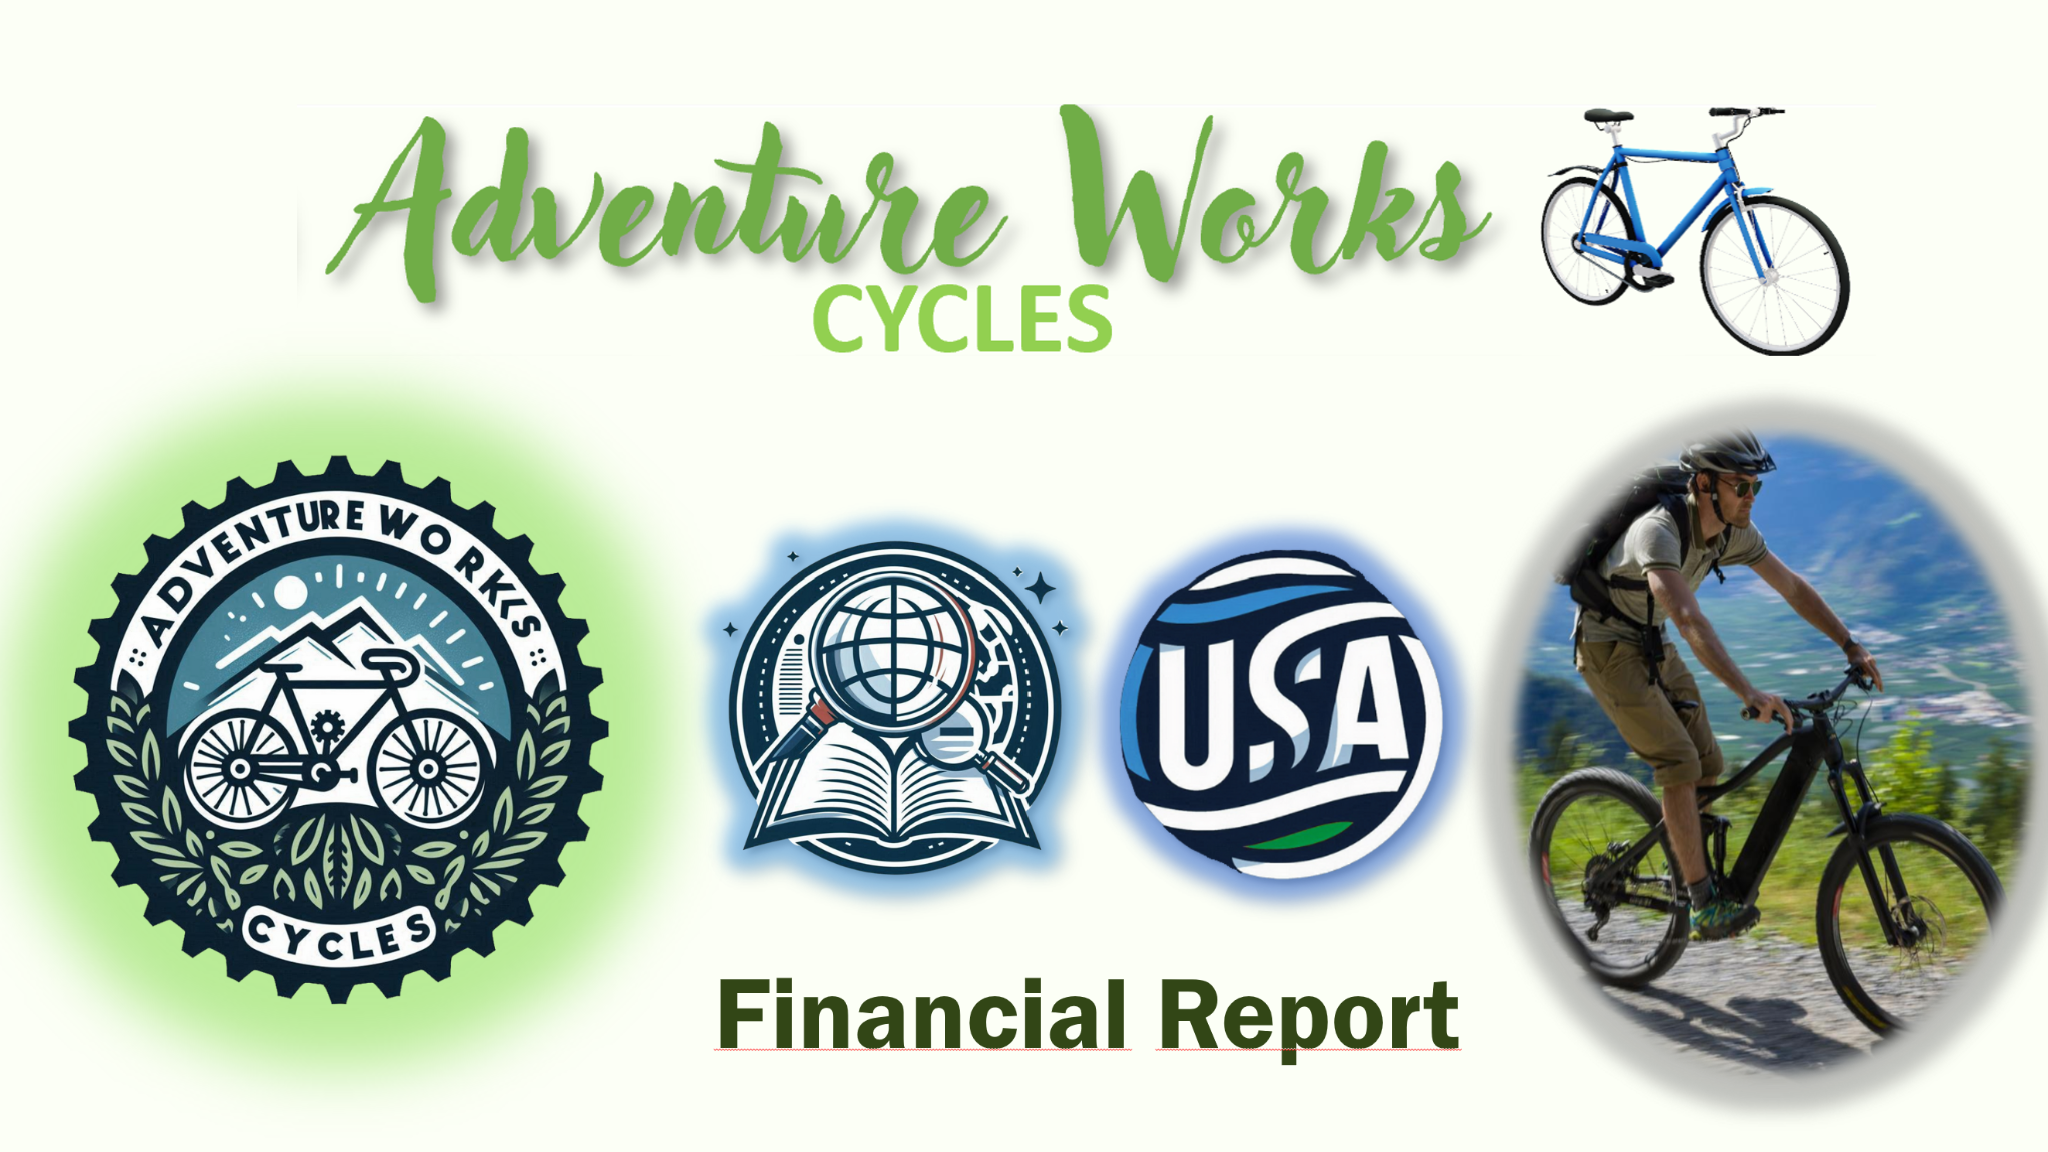 Adventure Works
CYCLES
ADVENTURE WORKS
CYCLES
USA
Financial Report